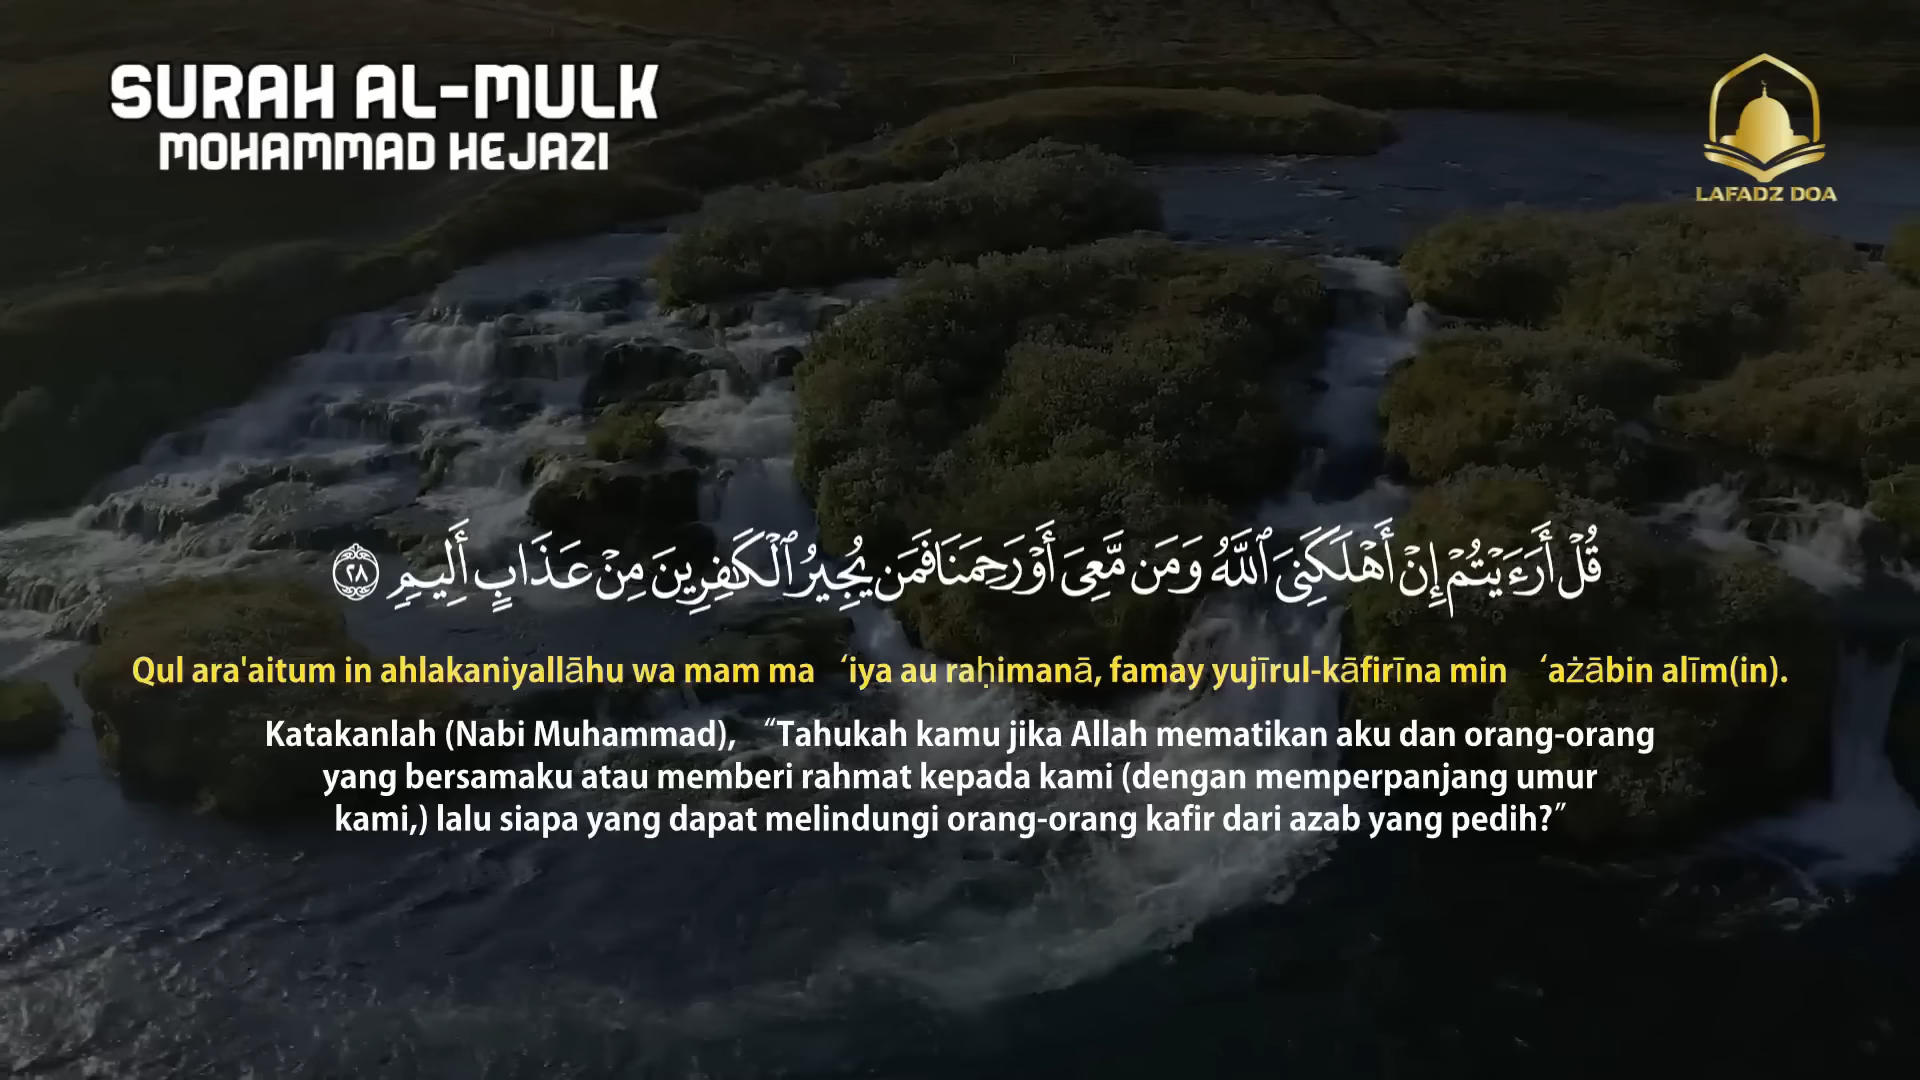 SURAH AL-MULK
MOHAMMAD HEJAZI
LAFADZ DOA
قُلْ أَرَءَيْتُمْ إِنْ أَهْلَكَنِىَ ٱللَّهُ وَمَن مَّعِىَ أَوْ رَحِمَنَا فَمَن يُجِيرُ ٱلْكَـٰفِرِينَ مِنْ عَذَابٍ أَلِيمٍ ٢٨
Qul ara'aitum in ahlakaniyallāhu wa mam ma ‘iya au raḥimanā, famay yujīrul-kāfirīna min ‘ażābin alīm(in).
Katakanlah (Nabi Muhammad), “Tahukah kamu jika Allah mematikan aku dan orang-orang
yang bersamaku atau memberi rahmat kepada kami (dengan memperpanjang umur
kami,) lalu siapa yang dapat melindungi orang-orang kafir dari azab yang pedih?”